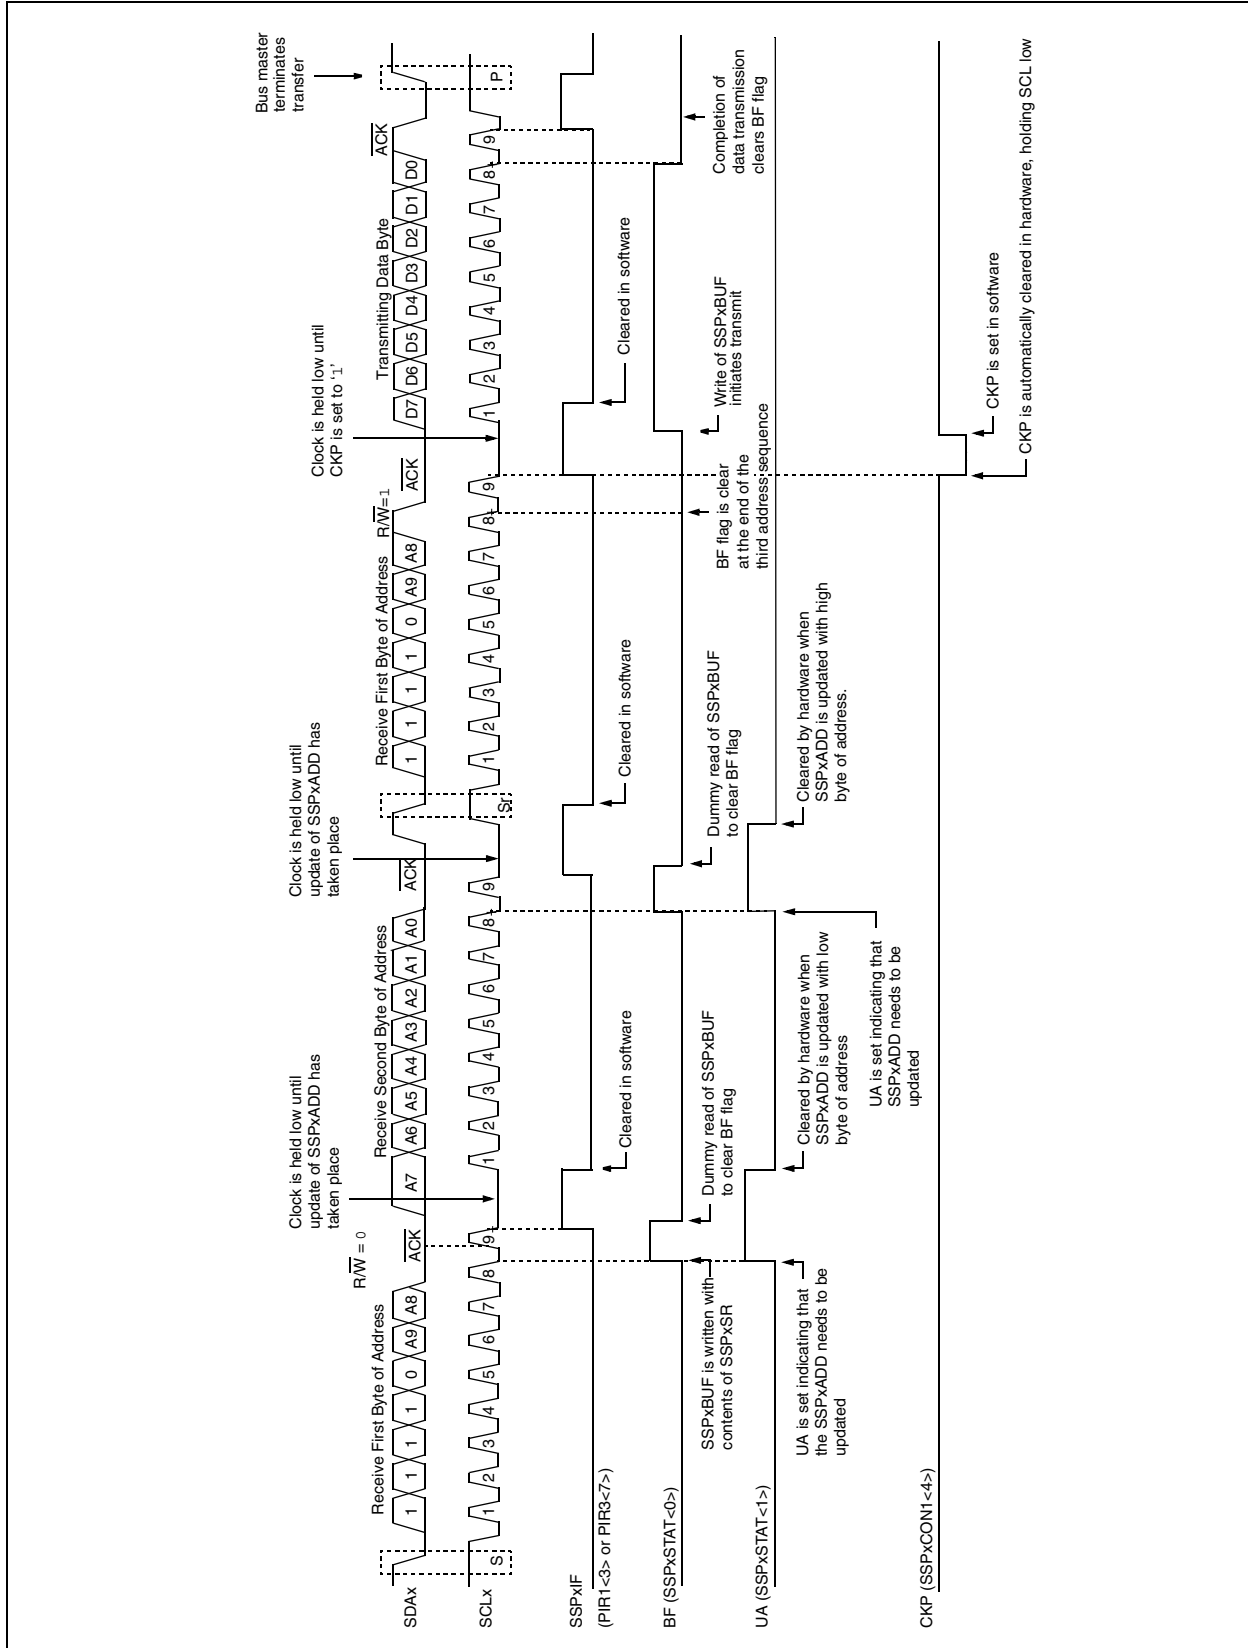 Bus master
terminates
transfer
Clock is held low until
CKP is set to ‘1’
Clock is held low until
update of SSPxADD has
taken place
Clock is held low until
update of SSPxADD has
taken place
Receive First Byte of Address
R/W = 0
ACK
Receive Second Byte of Address
ACK
Receive First Byte of Address
R/W=1
ACK
Transmitting Data Byte
ACK
SDAx
1 1 1 1 0 A9 A8 A7 A6 A5 A4 A3 A2 A1 A0 1 1 1 1 0 A9 A8 D7 D6 D5 D4 D3 D2 D1 D0
SCLx
S 1 2 3 4 5 6 7 8 9 1 2 3 4 5 6 7 8 9 Sr 1 2 3 4 5 6 7 8 9 1 2 3 4 5 6 7 8 9 P
SSPxIF
(PIR1<3> or PIR3<7>)
Cleared in software
Cleared in software
Cleared in software
BF (SSPxSTAT<0>)
SSPxBUF is written with
contents of SSPxSR
Dummy read of SSPxBUF
to clear BF flag
Dummy read of SSPxBUF
to clear BF flag
BF flag is clear
at the end of the
third address sequence
Write of SSPxBUF
initiates transmit
Completion of
data transmission
clears BF flag
UA (SSPxSTAT<1>)
UA is set indicating that
the SSPxADD needs to be
updated
Cleared by hardware when
SSPxADD is updated with low
byte of address
UA is set indicating that
SSPxADD needs to be
updated
Cleared by hardware when
SSPxADD is updated with high
byte of address.
CKP (SSPxCON1<4>)
CKP is set in software
CKP is automatically cleared in hardware, holding SCL low